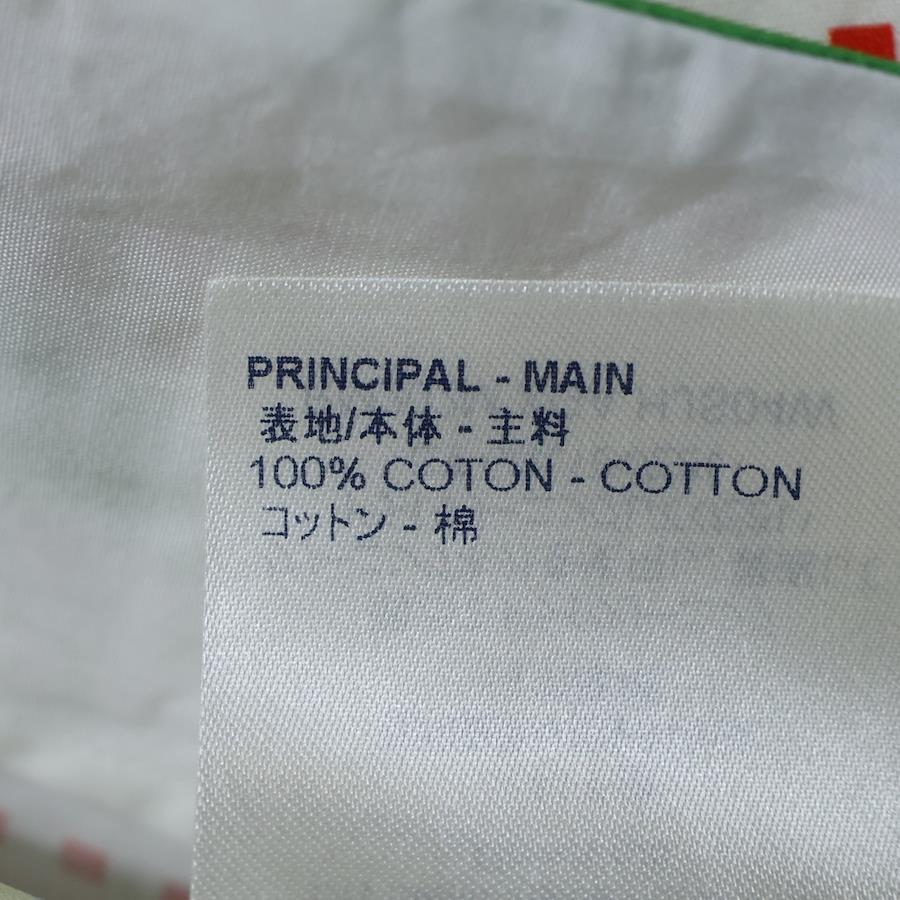 PRINCIPAL - MAIN
表地/本体 - 主料
100% COTON - COTTON
コットン - 棉